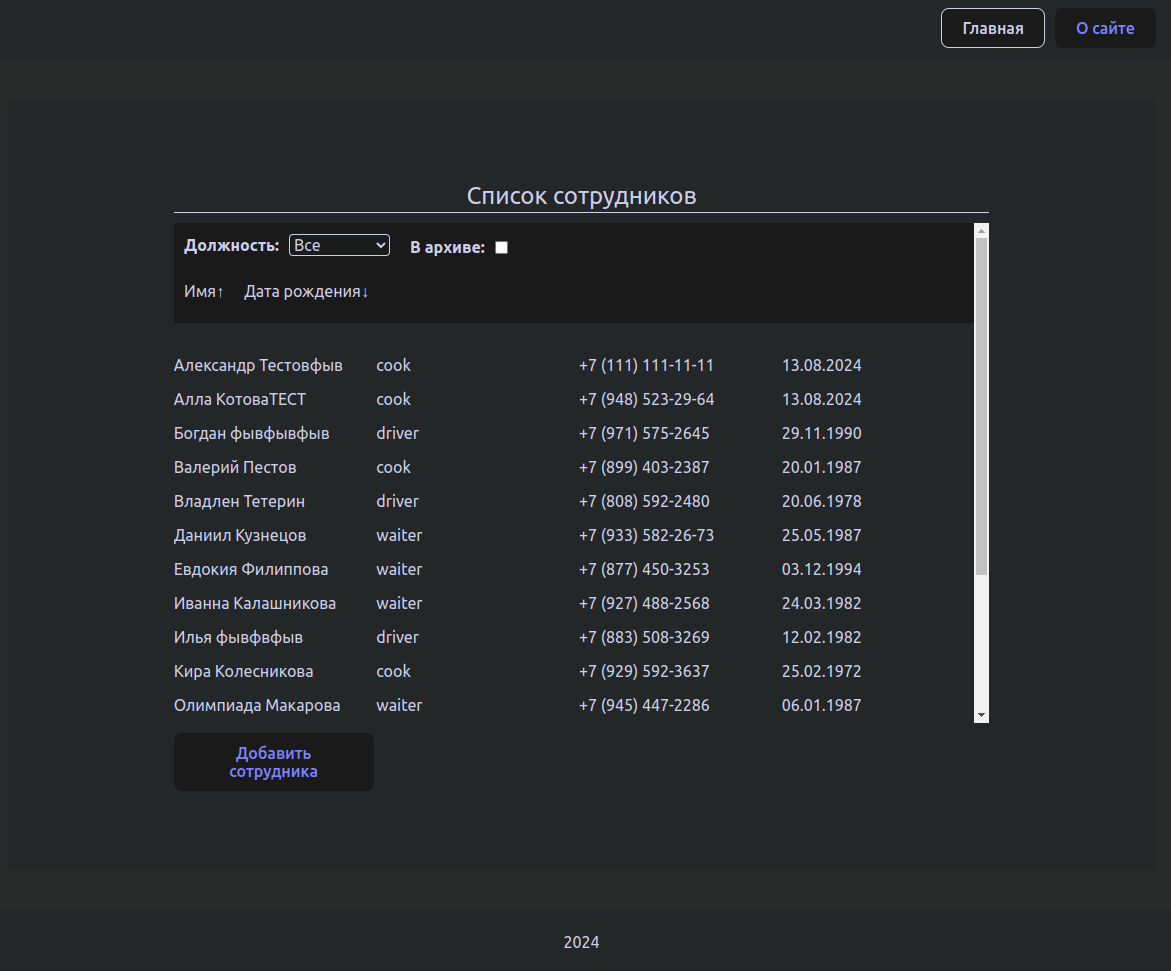 Главная О сайте
Список сотрудников
Должность: Все В архиве:
Имя↑ Дата рождения↓
Александр Тестовфыв cook +7 (111) 111-11-11 13.08.2024
Алла КотоваТЕСТ cook +7 (948) 523-29-64 13.08.2024
Богдан фывфывфыв driver +7 (971) 575-2645 29.11.1990
Валерий Пестов cook +7 (899) 403-2387 20.01.1987
Владлен Тетерин driver +7 (808) 592-2480 20.06.1978
Даниил Кузнецов waiter +7 (933) 582-26-73 25.05.1987
Евдокия Филиппова waiter +7 (877) 450-3253 03.12.1994
Иванна Калашникова waiter +7 (927) 488-2568 24.03.1982
Илья фывфвфыв driver +7 (883) 508-3269 12.02.1982
Кира Колесникова cook +7 (929) 592-3637 25.02.1972
Олимпиада Макарова waiter +7 (945) 447-2286 06.01.1987
Добавить
сотрудника
2024